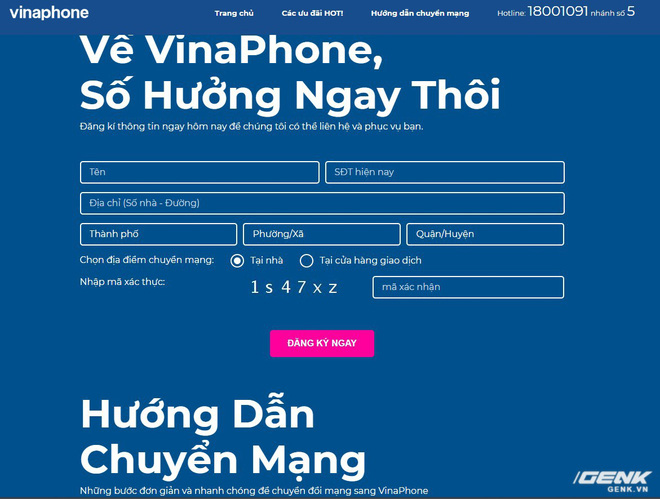 vinaphone
Trang chủ
Các ưu đãi HOT!
Hướng dẫn chuyển mạng
Hotline: 18001091 nhánh số 5
Về VinaPhone,
Số Hưởng Ngay Thôi
Đăng kí thông tin ngay hôm nay để chúng tôi có thể liên hệ và phục vụ bạn.
Tên
SĐT hiện nay
Địa chỉ (Số nhà - Đường)
Thành phố
Phường/Xã
Quận/Huyện
Chọn địa điểm chuyển mạng:
Tại nhà
Tại cửa hàng giao dịch
Nhập mã xác thực:
1s47xz
mã xác nhận
ĐĂNG KÝ NGAY
Hướng Dẫn
Chuyển Mạng
Những bước đơn giản và nhanh chóng để chuyển đổi mạng sang VinaPhone
GENK
GENK.VN